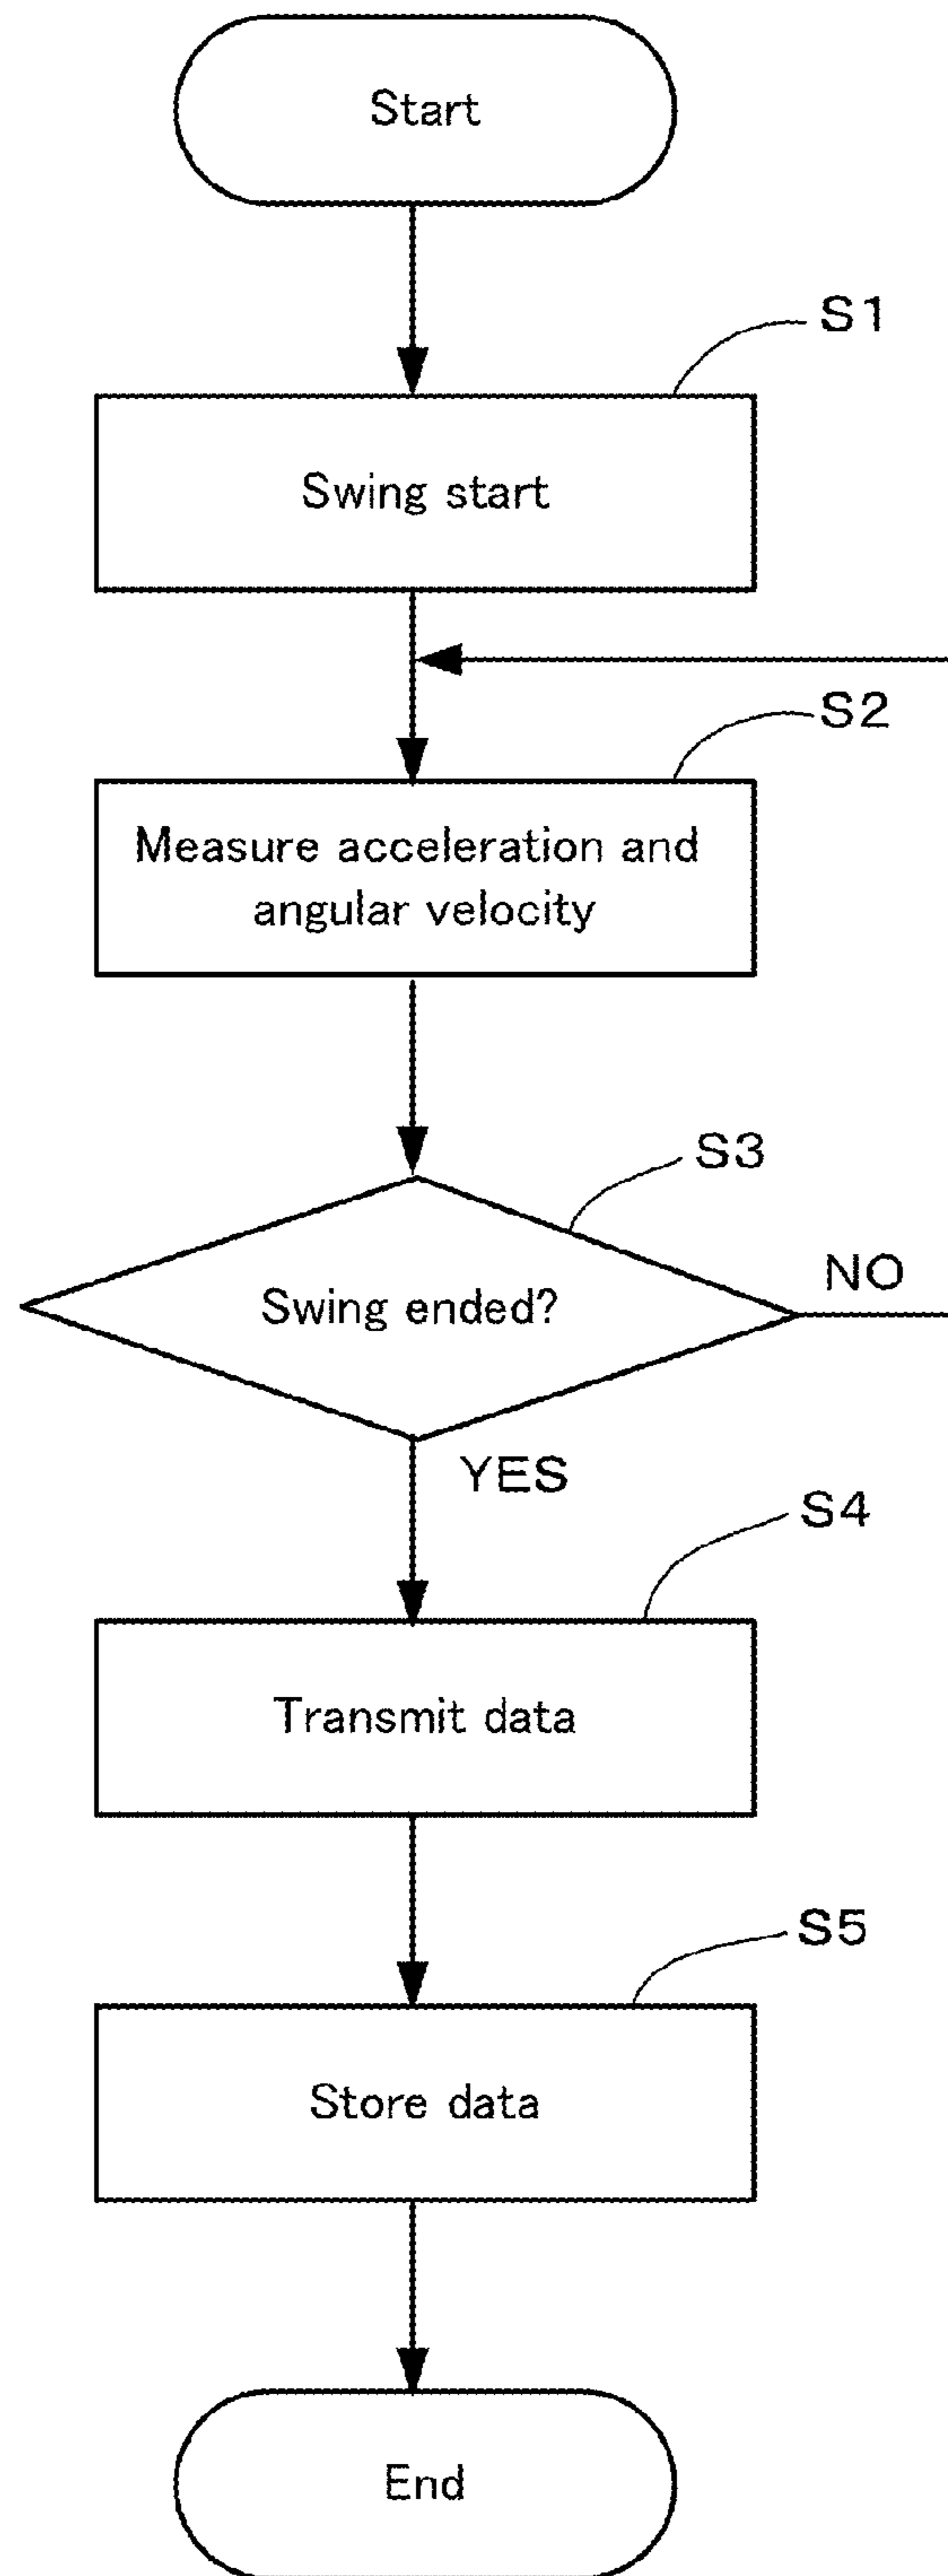 Start
S1
Swing start
S2
Measure acceleration and
angular velocity
S3
Swing ended?
NO
YES
S4
Transmit data
S5
Store data
End